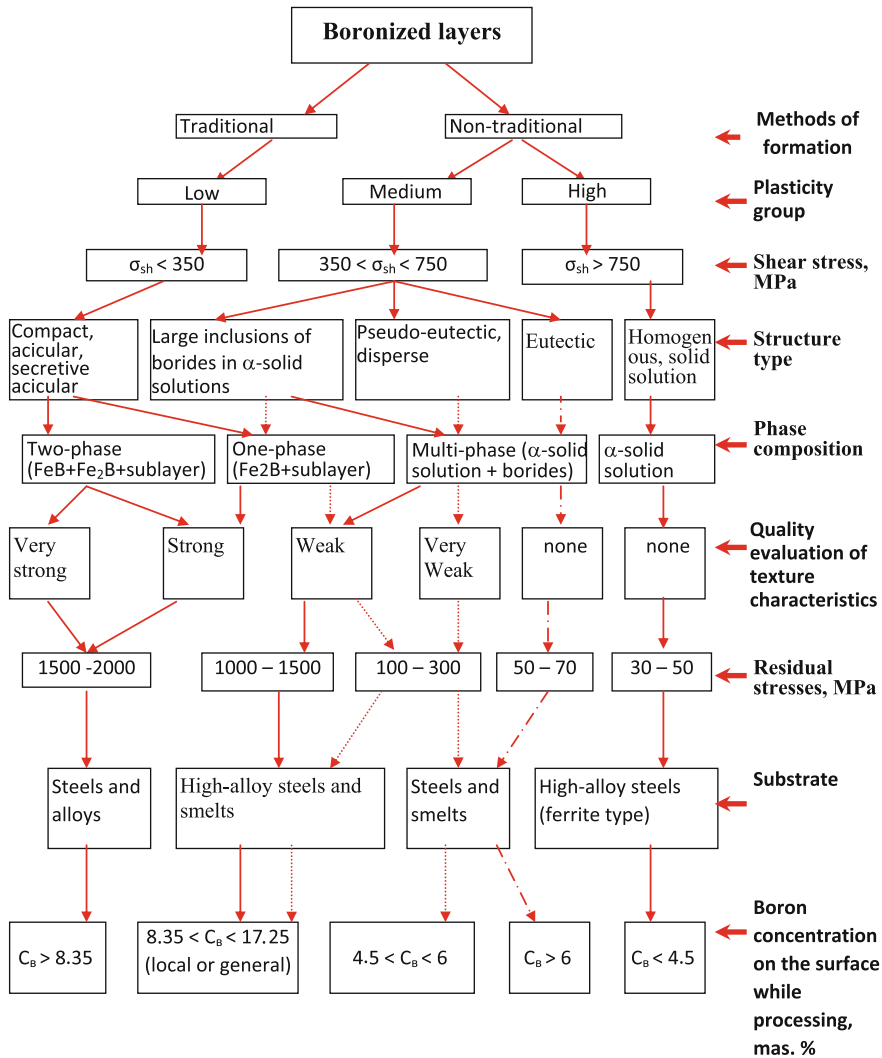 Boronized layers
Traditional
Non-traditional
Methods of
formation
Low
Medium
High
Plasticity
group
σsh < 350
350 < σsh < 750
σsh > 750
Shear stress,
MPa
Compact,
acicular,
secretive
acicular
Large inclusions of
borides in α-solid
solutions
Pseudo-eutectic,
disperse
Eutectic
Homogen
ous, solid
solution
Structure
type
Two-phase
(FeB+Fe₂B+sublayer)
One-phase
(Fe2B+sublayer)
Multi-phase (α-solid
solution + borides)
α-solid
solution
Phase
composition
Very
strong
Strong
Weak
Very
Weak
none
none
Quality
evaluation of
texture
characteristics
1500 -2000
1000 – 1500
100 – 300
50 – 70
30 – 50
Residual
stresses, MPa
Steels and
alloys
High-alloy steels and
smelts
Steels and
smelts
High-alloy steels
(ferrite type)
Substrate
CB > 8.35
8.35 < CB < 17.25
(local or general)
4.5 < CB < 6
CB > 6
CB < 4.5
Boron
concentration
on the surface
while
processing,
mas. %